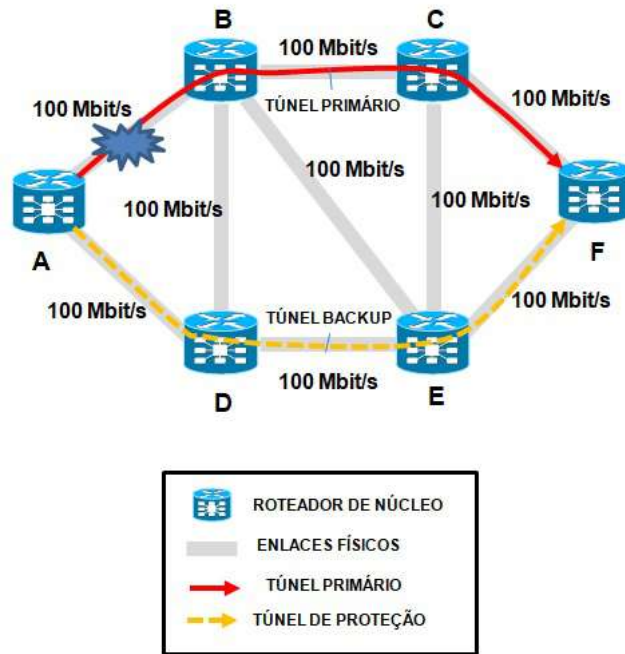 B
C
100 Mbit/s
TÚNEL PRIMÁRIO
100 Mbit/s
100 Mbit/s
100 Mbit/s
100 Mbit/s
100 Mbit/s
A
F
100 Mbit/s
TÚNEL BACKUP
100 Mbit/s
100 Mbit/s
D
E
ROTEADOR DE NÚCLEO
ENLACES FÍSICOS
TÚNEL PRIMÁRIO
TÚNEL DE PROTEÇÃO